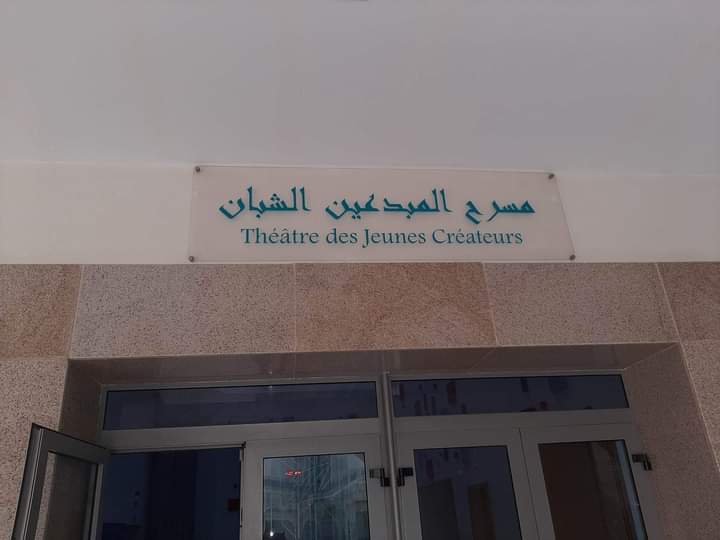 مسرح المبدعين الشبان
Théâtre des Jeunes Créateurs